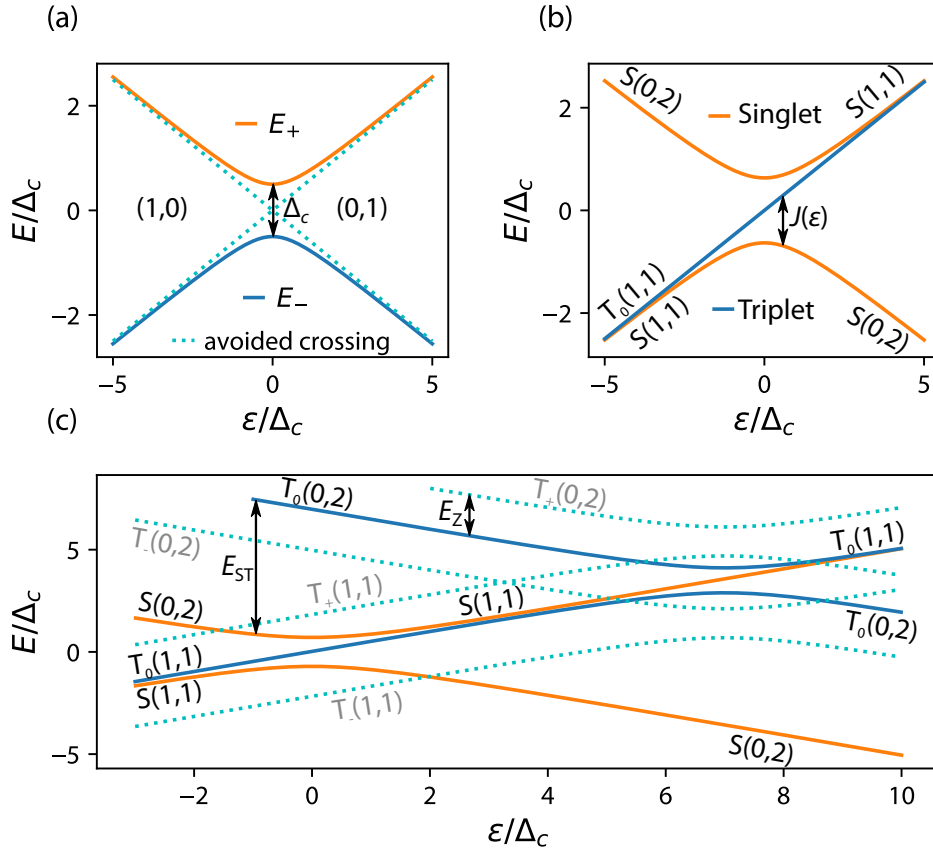 (a)
E/Δc
2
0
−2
E+
(1,0)
Δc
(0,1)
E−
avoided crossing
−5
0
5
ε/Δc
(b)
E/Δc
2
0
−2
S(0,2)
S(1,1)
Singlet
J(ε)
T0(1,1)
S(1,1)
Triplet
S(0,2)
−5
0
5
ε/Δc
(c)
E/Δc
5
0
−5
T0(0,2)
T+(0,2)
EZ
T-(0,2)
EST
T+(1,1)
S(1,1)
T0(1,1)
S(0,2)
T0(1,1)
S(1,1)
T-(1,1)
T0(0,2)
S(0,2)
−2
0
2
4
6
8
10
ε/Δc